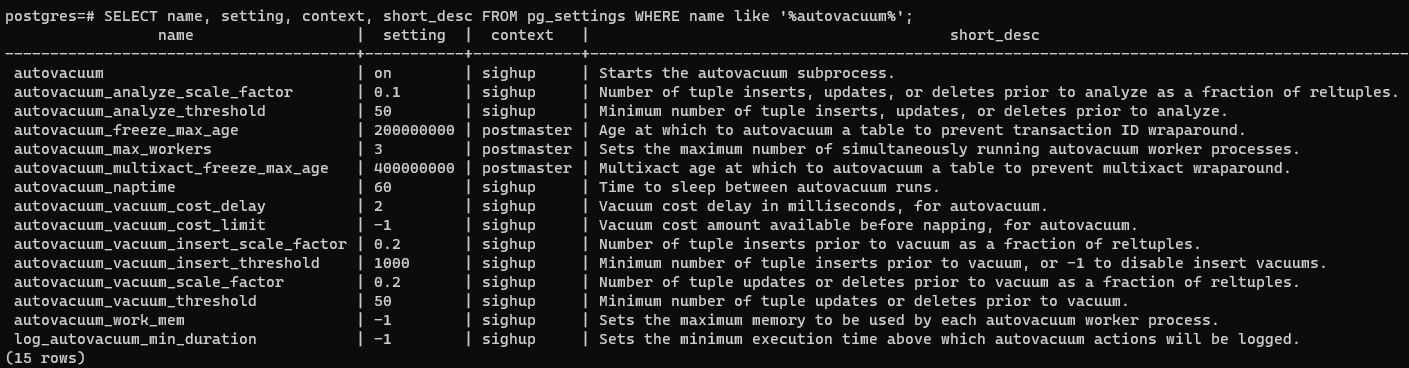 postgres=# SELECT name, setting, context, short_desc FROM pg_settings WHERE name like '%autovacuum%';
                 name                  |  setting  |  context   |                                        short_desc
---------------------------------------+-----------+------------+-------------------------------------------------------------------------------------------
 autovacuum                            | on        | sighup     | Starts the autovacuum subprocess.
 autovacuum_analyze_scale_factor       | 0.1       | sighup     | Number of tuple inserts, updates, or deletes prior to analyze as a fraction of reltuples.
 autovacuum_analyze_threshold          | 50        | sighup     | Minimum number of tuple inserts, updates, or deletes prior to analyze.
 autovacuum_freeze_max_age             | 200000000 | postmaster | Age at which to autovacuum a table to prevent transaction ID wraparound.
 autovacuum_max_workers                | 3         | postmaster | Sets the maximum number of simultaneously running autovacuum worker processes.
 autovacuum_multixact_freeze_max_age   | 400000000 | postmaster | Multixact age at which to autovacuum a table to prevent multixact wraparound.
 autovacuum_naptime                    | 60        | sighup     | Time to sleep between autovacuum runs.
 autovacuum_vacuum_cost_delay          | 2         | sighup     | Vacuum cost delay in milliseconds, for autovacuum.
 autovacuum_vacuum_cost_limit          | -1        | sighup     | Vacuum cost amount available before napping, for autovacuum.
 autovacuum_vacuum_insert_scale_factor | 0.2       | sighup     | Number of tuple inserts prior to vacuum as a fraction of reltuples.
 autovacuum_vacuum_insert_threshold    | 1000      | sighup     | Minimum number of tuple inserts prior to vacuum, or -1 to disable insert vacuums.
 autovacuum_vacuum_scale_factor        | 0.2       | sighup     | Number of tuple updates or deletes prior to vacuum as a fraction of reltuples.
 autovacuum_vacuum_threshold           | 50        | sighup     | Minimum number of tuple updates or deletes prior to vacuum.
 autovacuum_work_mem                   | -1        | sighup     | Sets the maximum memory to be used by each autovacuum worker process.
 log_autovacuum_min_duration           | -1        | sighup     | Sets the minimum execution time above which autovacuum actions will be logged.
(15 rows)